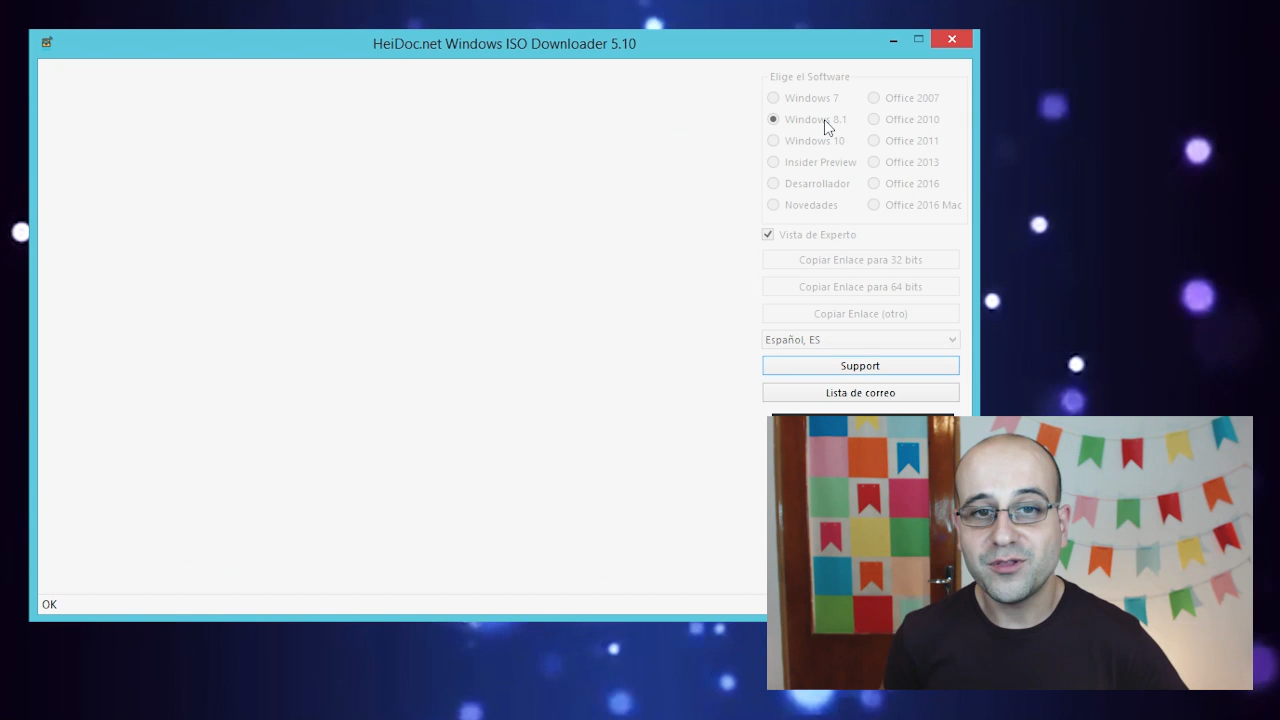 HeiDoc.net Windows ISO Downloader 5.10
Elige el Software
Windows 7
Office 2007
Windows 8.1
Office 2010
Windows 10
Office 2011
Insider Preview
Office 2013
Desarrollador
Office 2016
Novedades
Office 2016 Mac
Vista de Experto
Copiar Enlace para 32 bits
Copiar Enlace para 64 bits
Copiar Enlace (otro)
Español, ES
Support
Lista de correo
OK